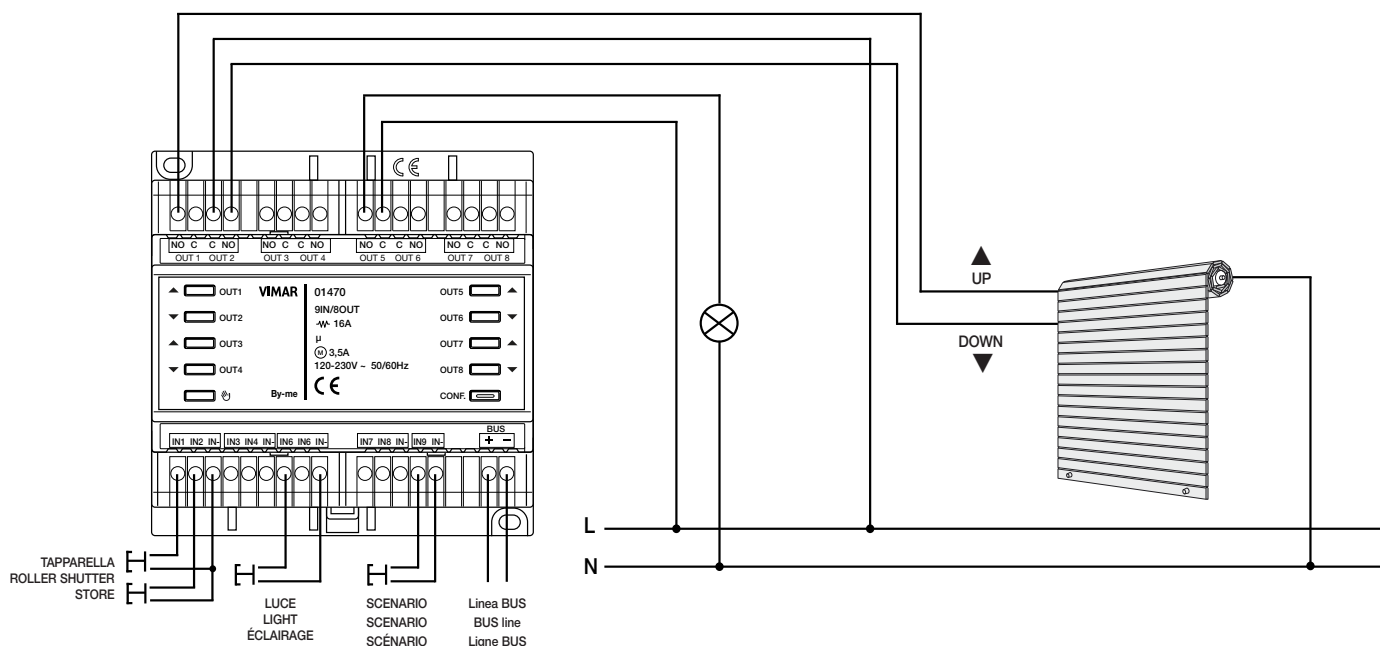 CE
NO C C NO NO C C NO NO C C NO NO C C NO
OUT 1 OUT 2 OUT 3 OUT 4 OUT 5 OUT 6 OUT 7 OUT 8
OUT1
OUT2
OUT3
OUT4
VIMAR
By-me
01470
9IN/8OUT
16A
µ
M 3,5A
120-230V ~ 50/60Hz
CE
OUT5
OUT6
OUT7
OUT8
CONF.
BUS
IN1 IN2 IN- IN3 IN4 IN- IN6 IN6 IN- IN7 IN8 IN- IN9 IN- + –
UP
DOWN
L
N
TAPPARELLA
ROLLER SHUTTER
STORE
LUCE
LIGHT
ÉCLAIRAGE
SCENARIO
SCENARIO
SCÉNARIO
Linea BUS
BUS line
Ligne BUS